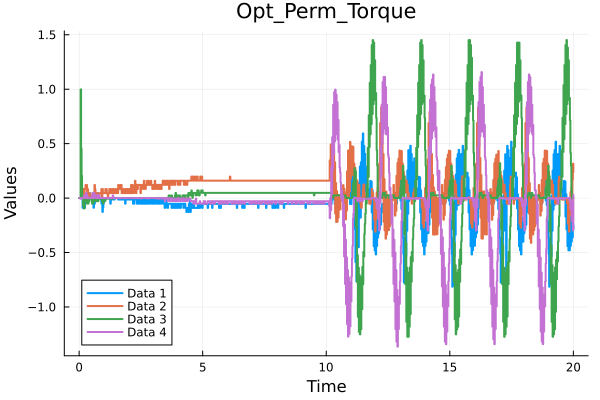 Opt_Perm_Torque
Values
1.5
1.0
0.5
0.0
−0.5
−1.0
Data 1
Data 2
Data 3
Data 4
0 5 10 15 20
Time